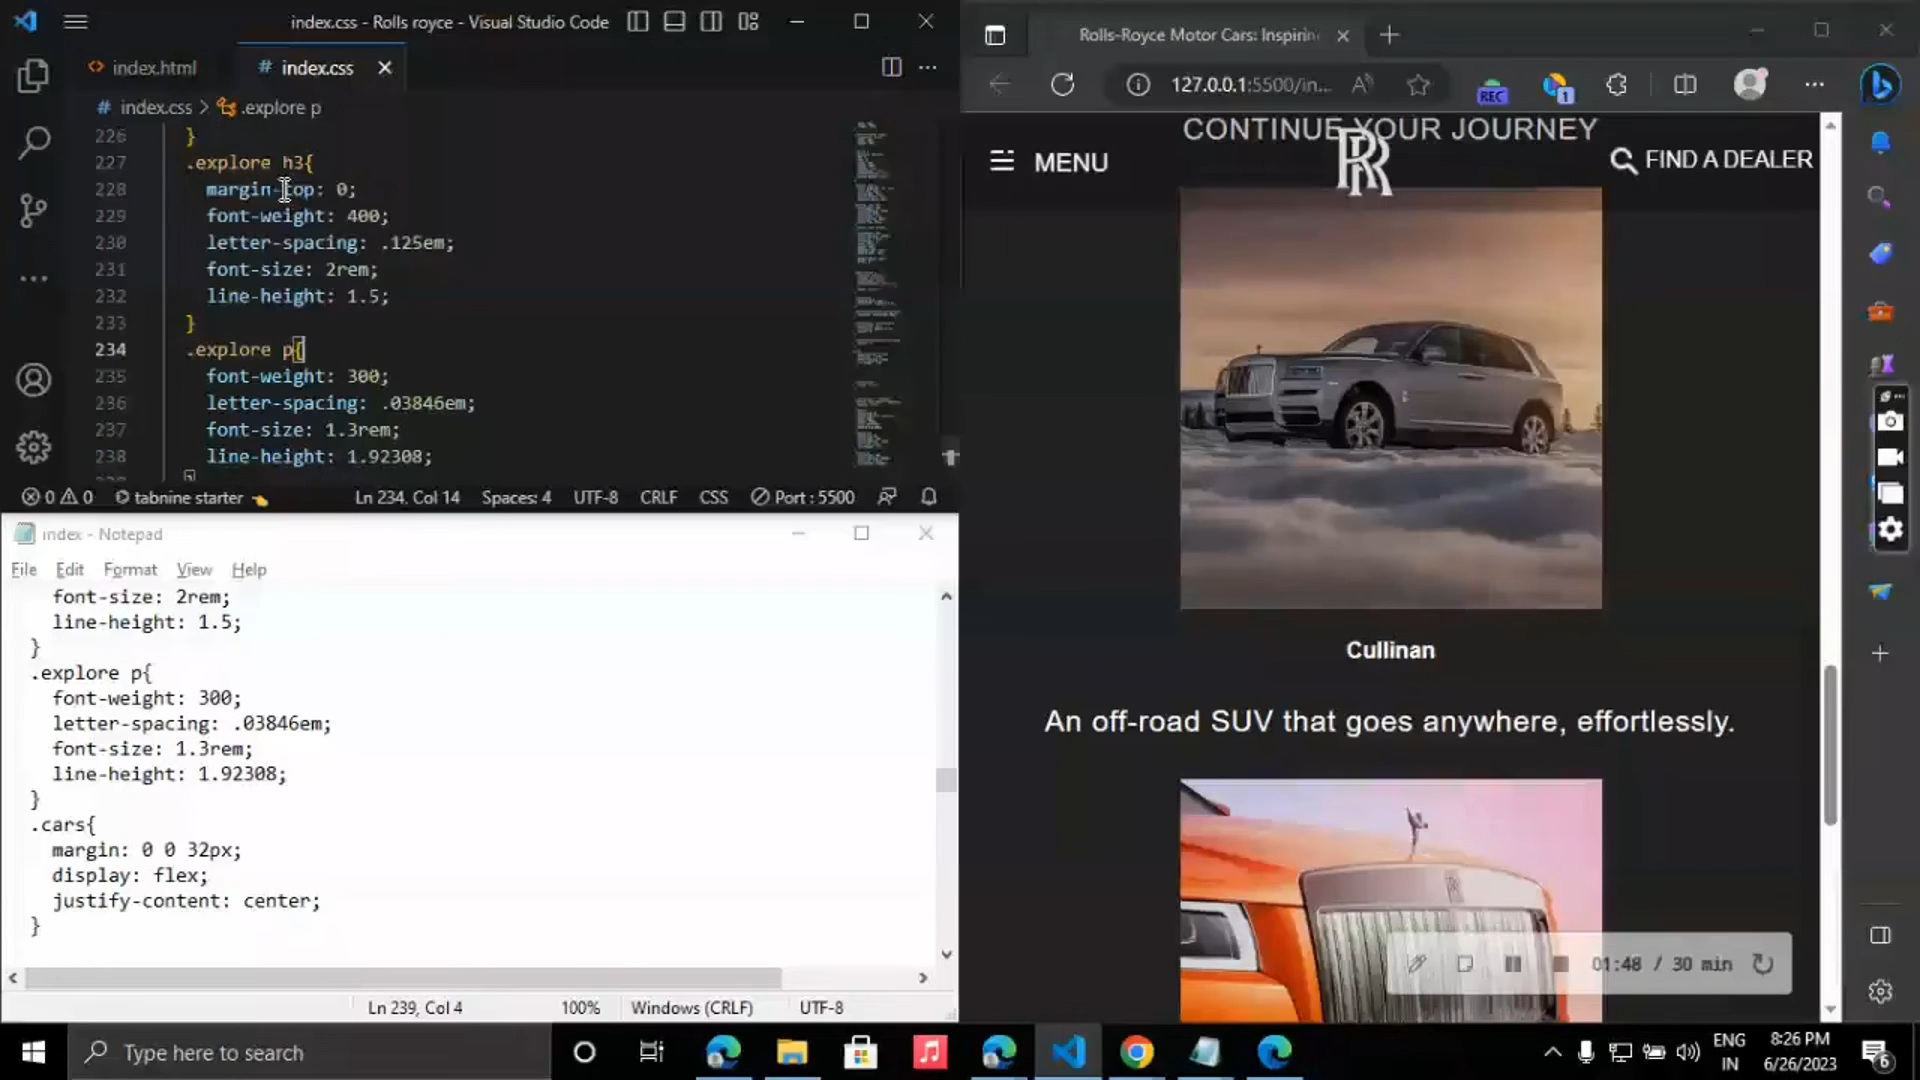 index.css - Rolls royce - Visual Studio Code
index.html
# index.css
# index.css > .explore p
226 }
227 .explore h3{
228 margin-top: 0;
229 font-weight: 400;
230 letter-spacing: .125em;
231 font-size: 2rem;
232 line-height: 1.5;
233 }
234 .explore p{
235 font-weight: 300;
236 letter-spacing: .03846em;
237 font-size: 1.3rem;
238 line-height: 1.92308;
0 0 tabnine starter Ln 234, Col 14 Spaces: 4 UTF-8 CRLF CSS Port : 5500
index - Notepad
File Edit Format View Help
font-size: 2rem;
line-height: 1.5;
}
.explore p{
font-weight: 300;
letter-spacing: .03846em;
font-size: 1.3rem;
line-height: 1.92308;
}
.cars{
margin: 0 0 32px;
display: flex;
justify-content: center;
}
Ln 239, Col 4 100% Windows (CRLF) UTF-8
Rolls-Royce Motor Cars: Inspirin
127.0.0.1:5500/in...
REC
1
CONTINUE YOUR JOURNEY
MENU
RR
FIND A DEALER
Cullinan
An off-road SUV that goes anywhere, effortlessly.
01:48 / 30 min
Type here to search
ENG
IN
8:26 PM
6/26/2023
6